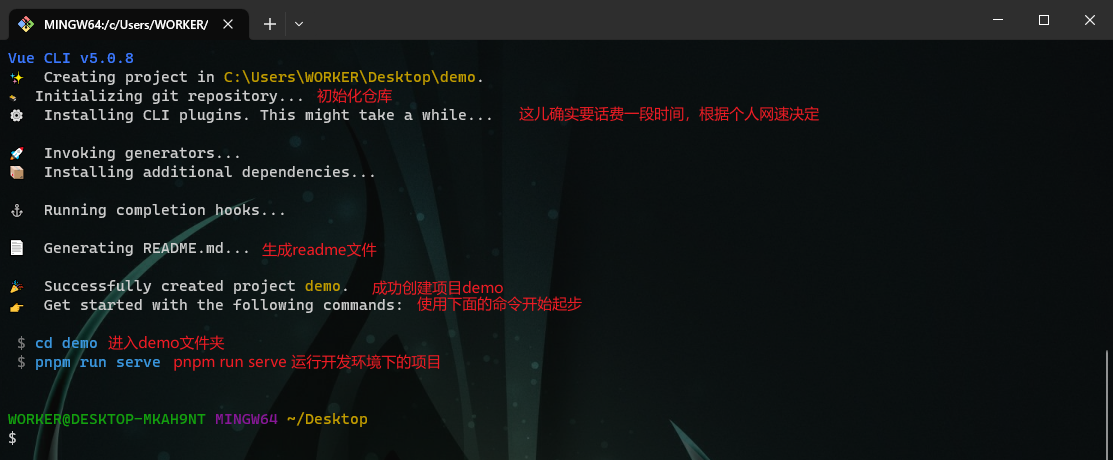 MINGW64:/c/Users/WORKER/
Vue CLI v5.0.8
Creating project in C:\Users\WORKER\Desktop\demo.
Initializing git repository... 初始化仓库
Installing CLI plugins. This might take a while... 这儿确实要话费一段时间，根据个人网速决定
Invoking generators...
Installing additional dependencies...
Running completion hooks...
Generating README.md... 生成readme文件
Successfully created project demo. 成功创建项目demo
Get started with the following commands: 使用下面的命令开始起步
$ cd demo 进入demo文件夹
$ pnpm run serve pnpm run serve 运行开发环境下的项目
WORKER@DESKTOP-MKAH9NT MINGW64 ~/Desktop
$